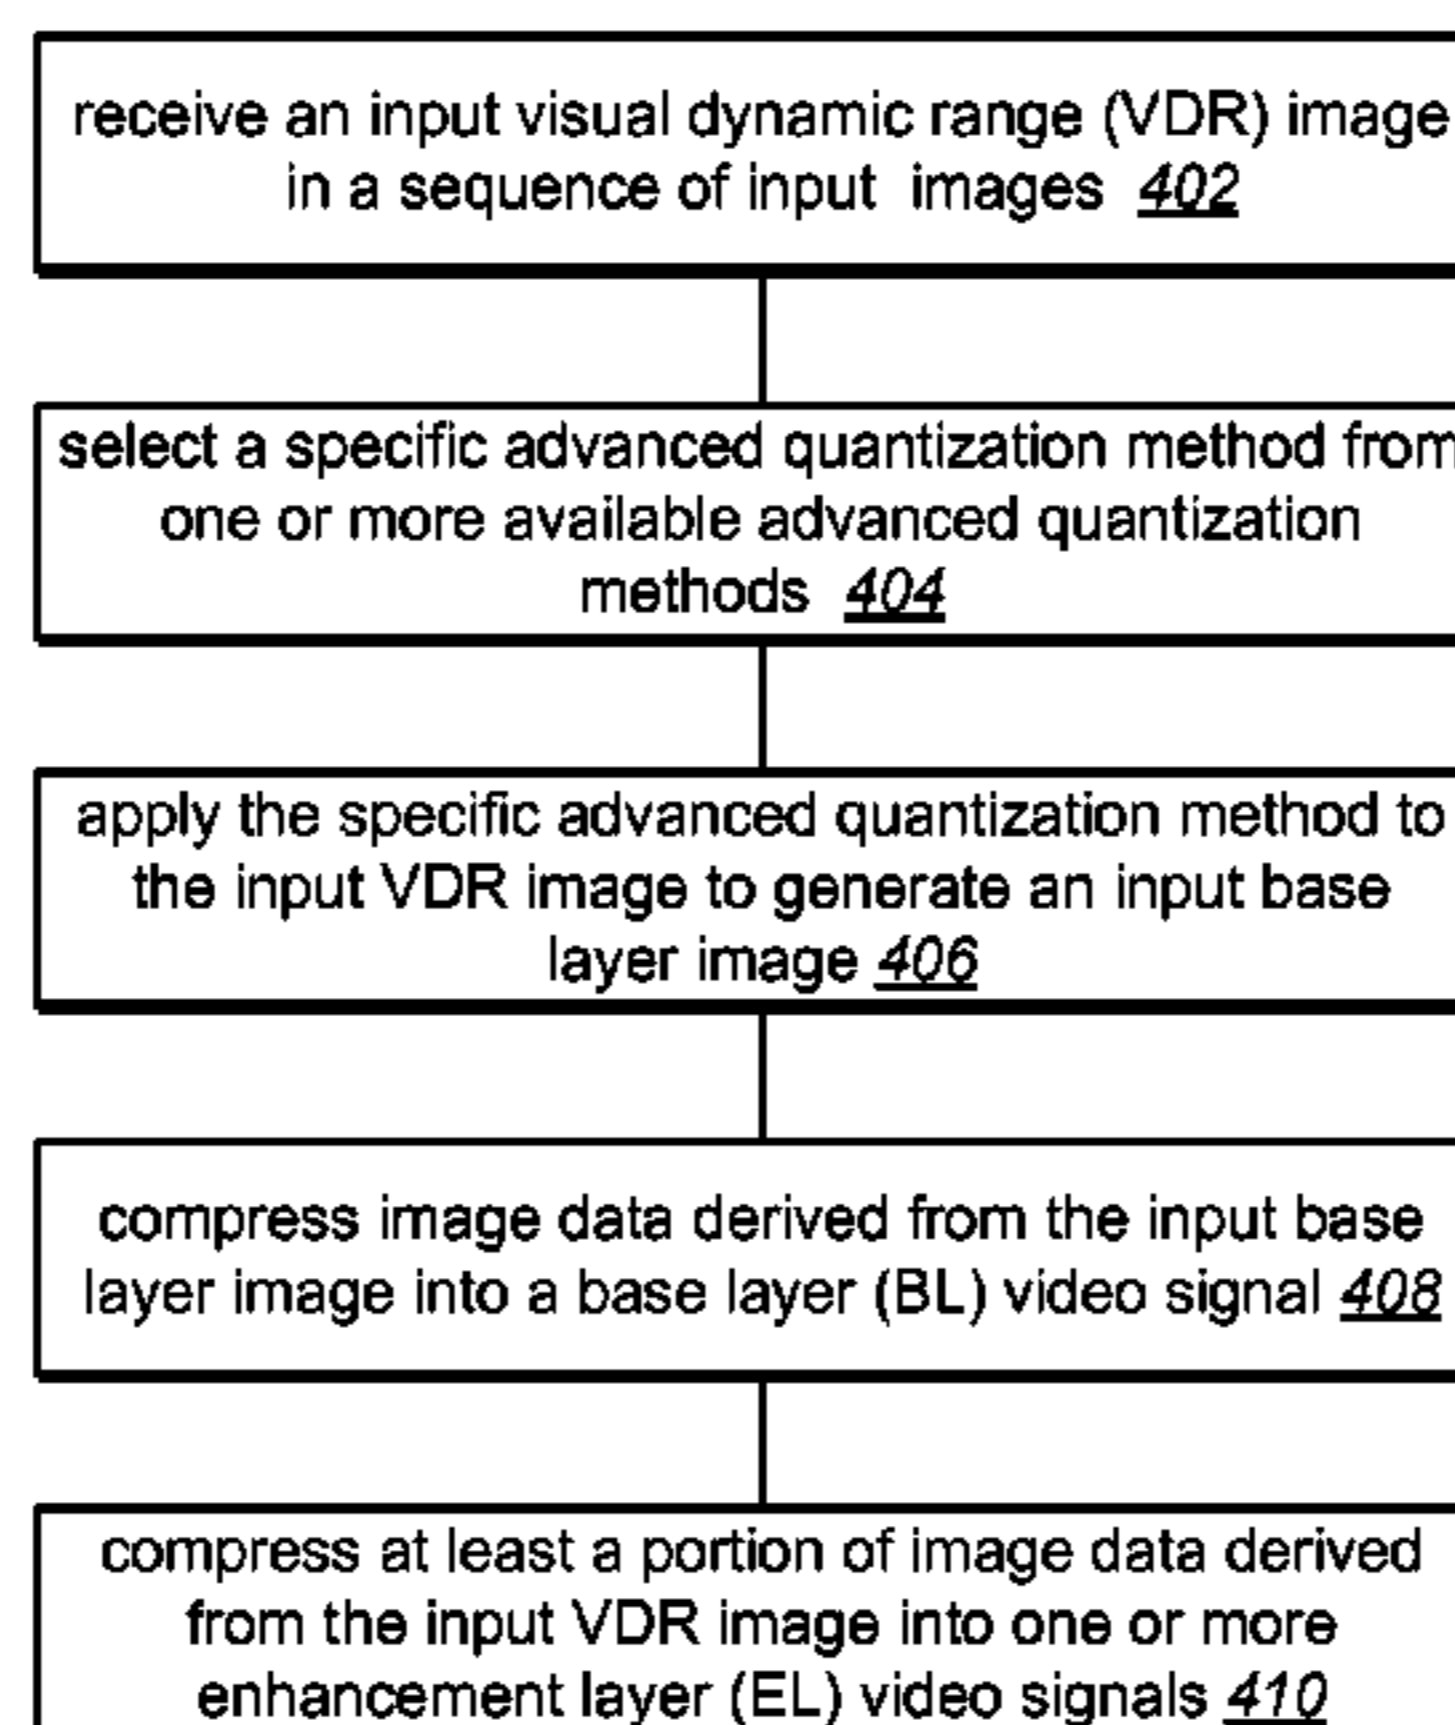 receive an input visual dynamic range (VDR) image
in a sequence of input images 402
select a specific advanced quantization method from
one or more available advanced quantization
methods 404
apply the specific advanced quantization method to
the input VDR image to generate an input base
layer image 406
compress image data derived from the input base
layer image into a base layer (BL) video signal 408
compress at least a portion of image data derived
from the input VDR image into one or more
enhancement layer (EL) video signals 410